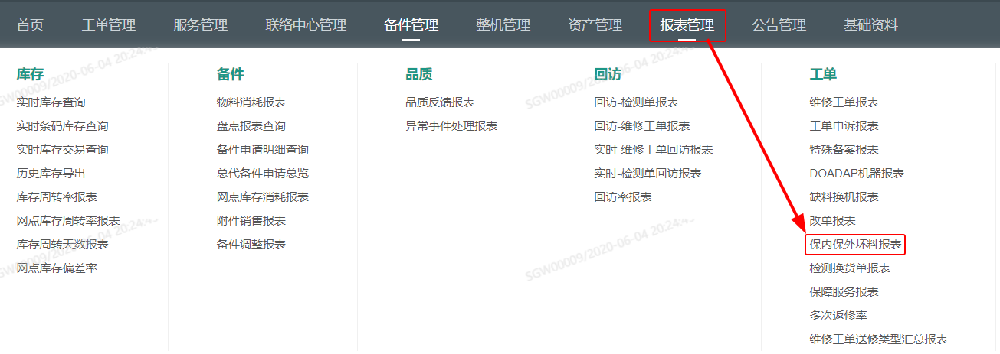 首页 工单管理 服务管理 联络中心管理 备件管理 整机管理 资产管理 报表管理 公告管理 基础资料
库存
实时库存查询
实时条码库存查询
实时库存交易查询
历史库存导出
库存周转率报表
网点库存周转率报表
库存周转天数报表
网点库存偏差率
备件
物料消耗报表
盘点报表查询
备件申请明细查询
总代备件申请总览
网点库存消耗报表
附件销售报表
备件调整报表
品质
品质反馈报表
异常事件处理报表
回访
回访-检测单报表
回访-维修工单报表
实时-维修工单回访报表
实时-检测单回访报表
回访率报表
工单
维修工单报表
工单申诉报表
特殊备案报表
DOADAP机器报表
缺料换机报表
改单报表
保内保外坏料报表
检测换货单报表
保障服务报表
多次返修率
维修工单送修类型汇总报表
SGW00009/2020-06-04 20:24:4
SGW00009/2020-06-04 20:24:4
SGW00009/2020-06-04 20:24:4
SGW00009/2020-06-04 20:24:4